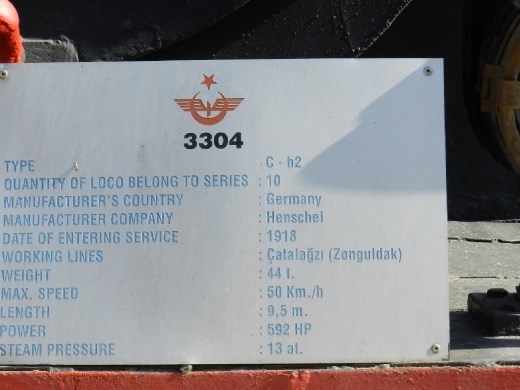 3304
TYPE : C - h2
QUANTITY OF LOCO BELONG TO SERIES : 10
MANUFACTURER'S COUNTRY : Germany
MANUFACTURER COMPANY : Henschel
DATE OF ENTERING SERVICE : 1918
WORKING LINES : Çatalağzı (Zonguldak)
WEIGHT : 44 t.
MAX. SPEED : 50 Km./h
LENGTH : 9,5 m.
POWER : 592 HP
STEAM PRESSURE : 13 at.